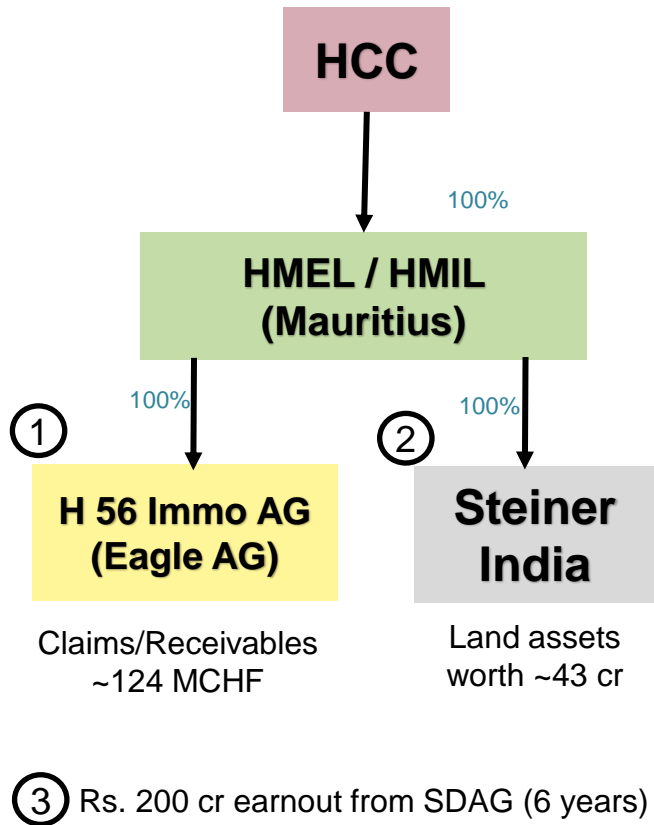 HCC
100%
HMEL / HMIL
(Mauritius)
100%
100%
1
2
H 56 Immo AG
(Eagle AG)
Steiner
India
Claims/Receivables
~124 MCHF
Land assets
worth ~43 cr
3 Rs. 200 cr earnout from SDAG (6 years)